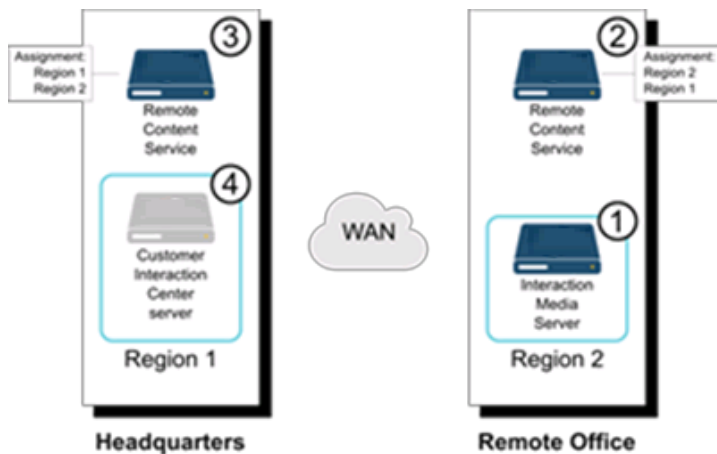 3
Assignment:
Region 1
Region 2
Remote
Content
Service
4
Customer
Interaction
Center
server
Region 1
Headquarters
WAN
2
Assignment:
Region 2
Region 1
Remote
Content
Service
1
Interaction
Media
Server
Region 2
Remote Office